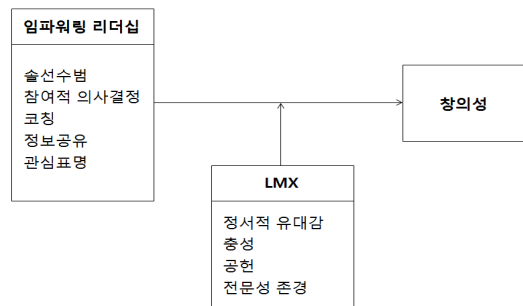 임파워링 리더십
솔선수범
참여적 의사결정
코칭
정보공유
관심표명
창의성
LMX
정서적 유대감
충성
공헌
전문성 존경